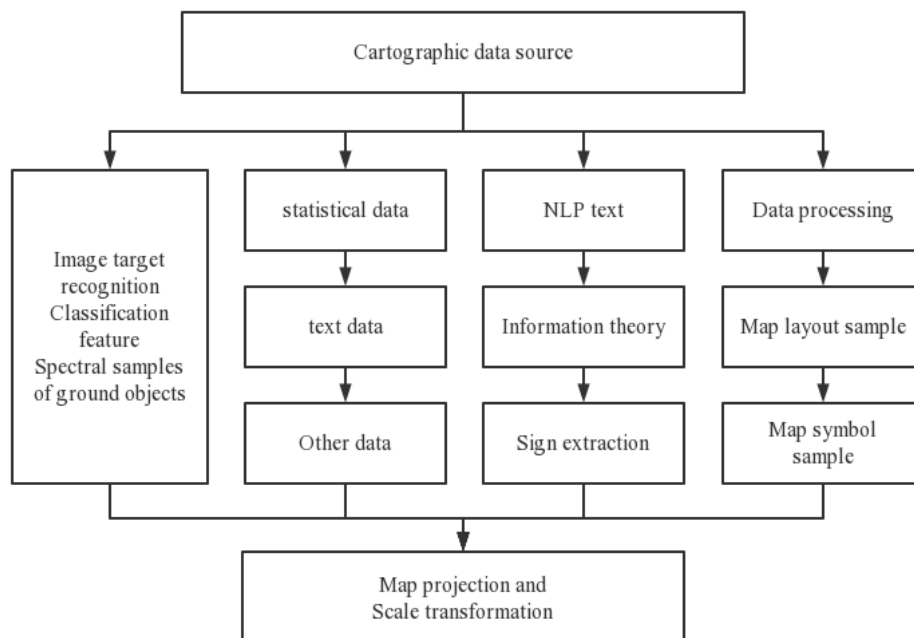 Cartographic data source
Image target
recognition
Classification
feature
Spectral samples
of ground objects
statistical data
text data
Other data
NLP text
Information theory
Sign extraction
Data processing
Map layout sample
Map symbol
sample
Map projection and
Scale transformation